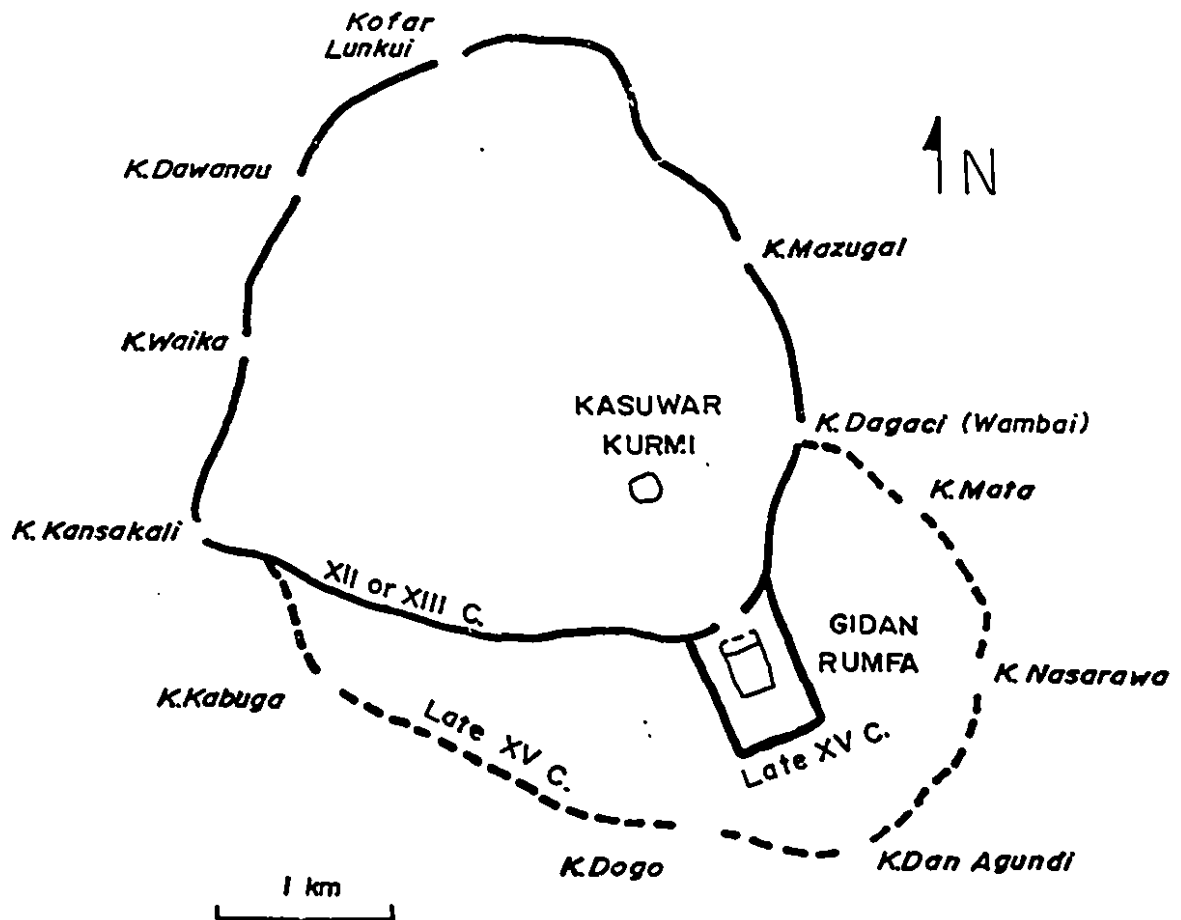 Kofar
Lunkui
N
K.Dawanau
K.Mazugal
K.Waika
KASUWAR
KURMI
K.Dagaci (Wambai)
K.Mata
K.Kansakali
XII or XIII C.
GIDAN
RUMFA
K.Nasarawa
K.Kabuga
Late XV C.
Late XV C.
K.Dogo
K.Dan Agundi
1 km